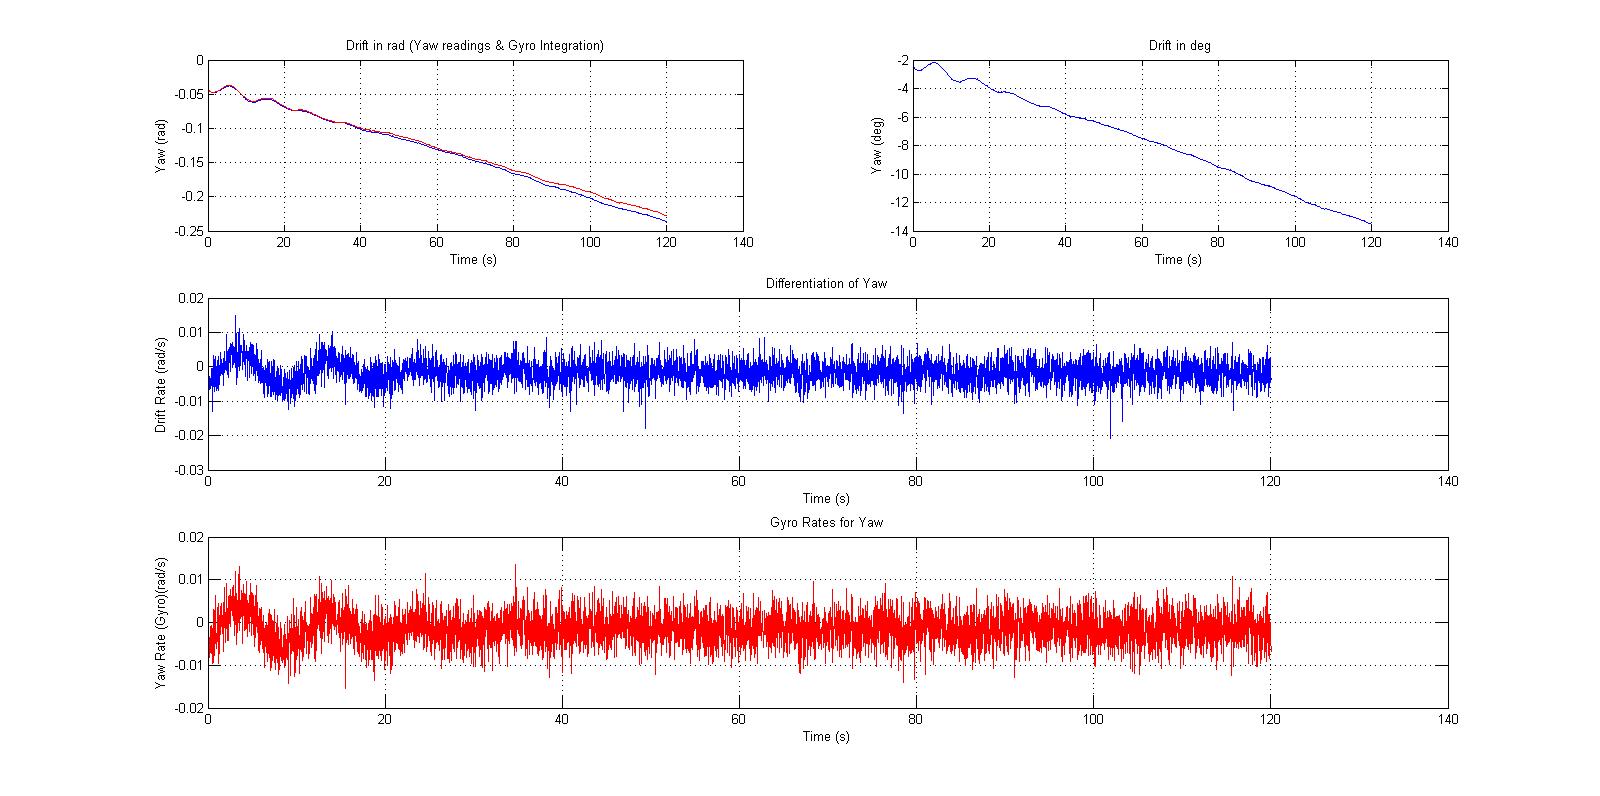 Drift in rad (Yaw readings & Gyro Integration)
0
-0.05
-0.1
-0.15
-0.2
-0.25
Yaw (rad)
0 20 40 60 80 100 120 140
Time (s)
Drift in deg
-2
-4
-6
-8
-10
-12
-14
Yaw (deg)
0 20 40 60 80 100 120 140
Time (s)
Differentiation of Yaw
0.02
0.01
0
-0.01
-0.02
-0.03
Drift Rate (rad/s)
0 20 40 60 80 100 120 140
Time (s)
Gyro Rates for Yaw
0.02
0.01
0
-0.01
-0.02
Yaw Rate (Gyro)(rad/s)
0 20 40 60 80 100 120 140
Time (s)